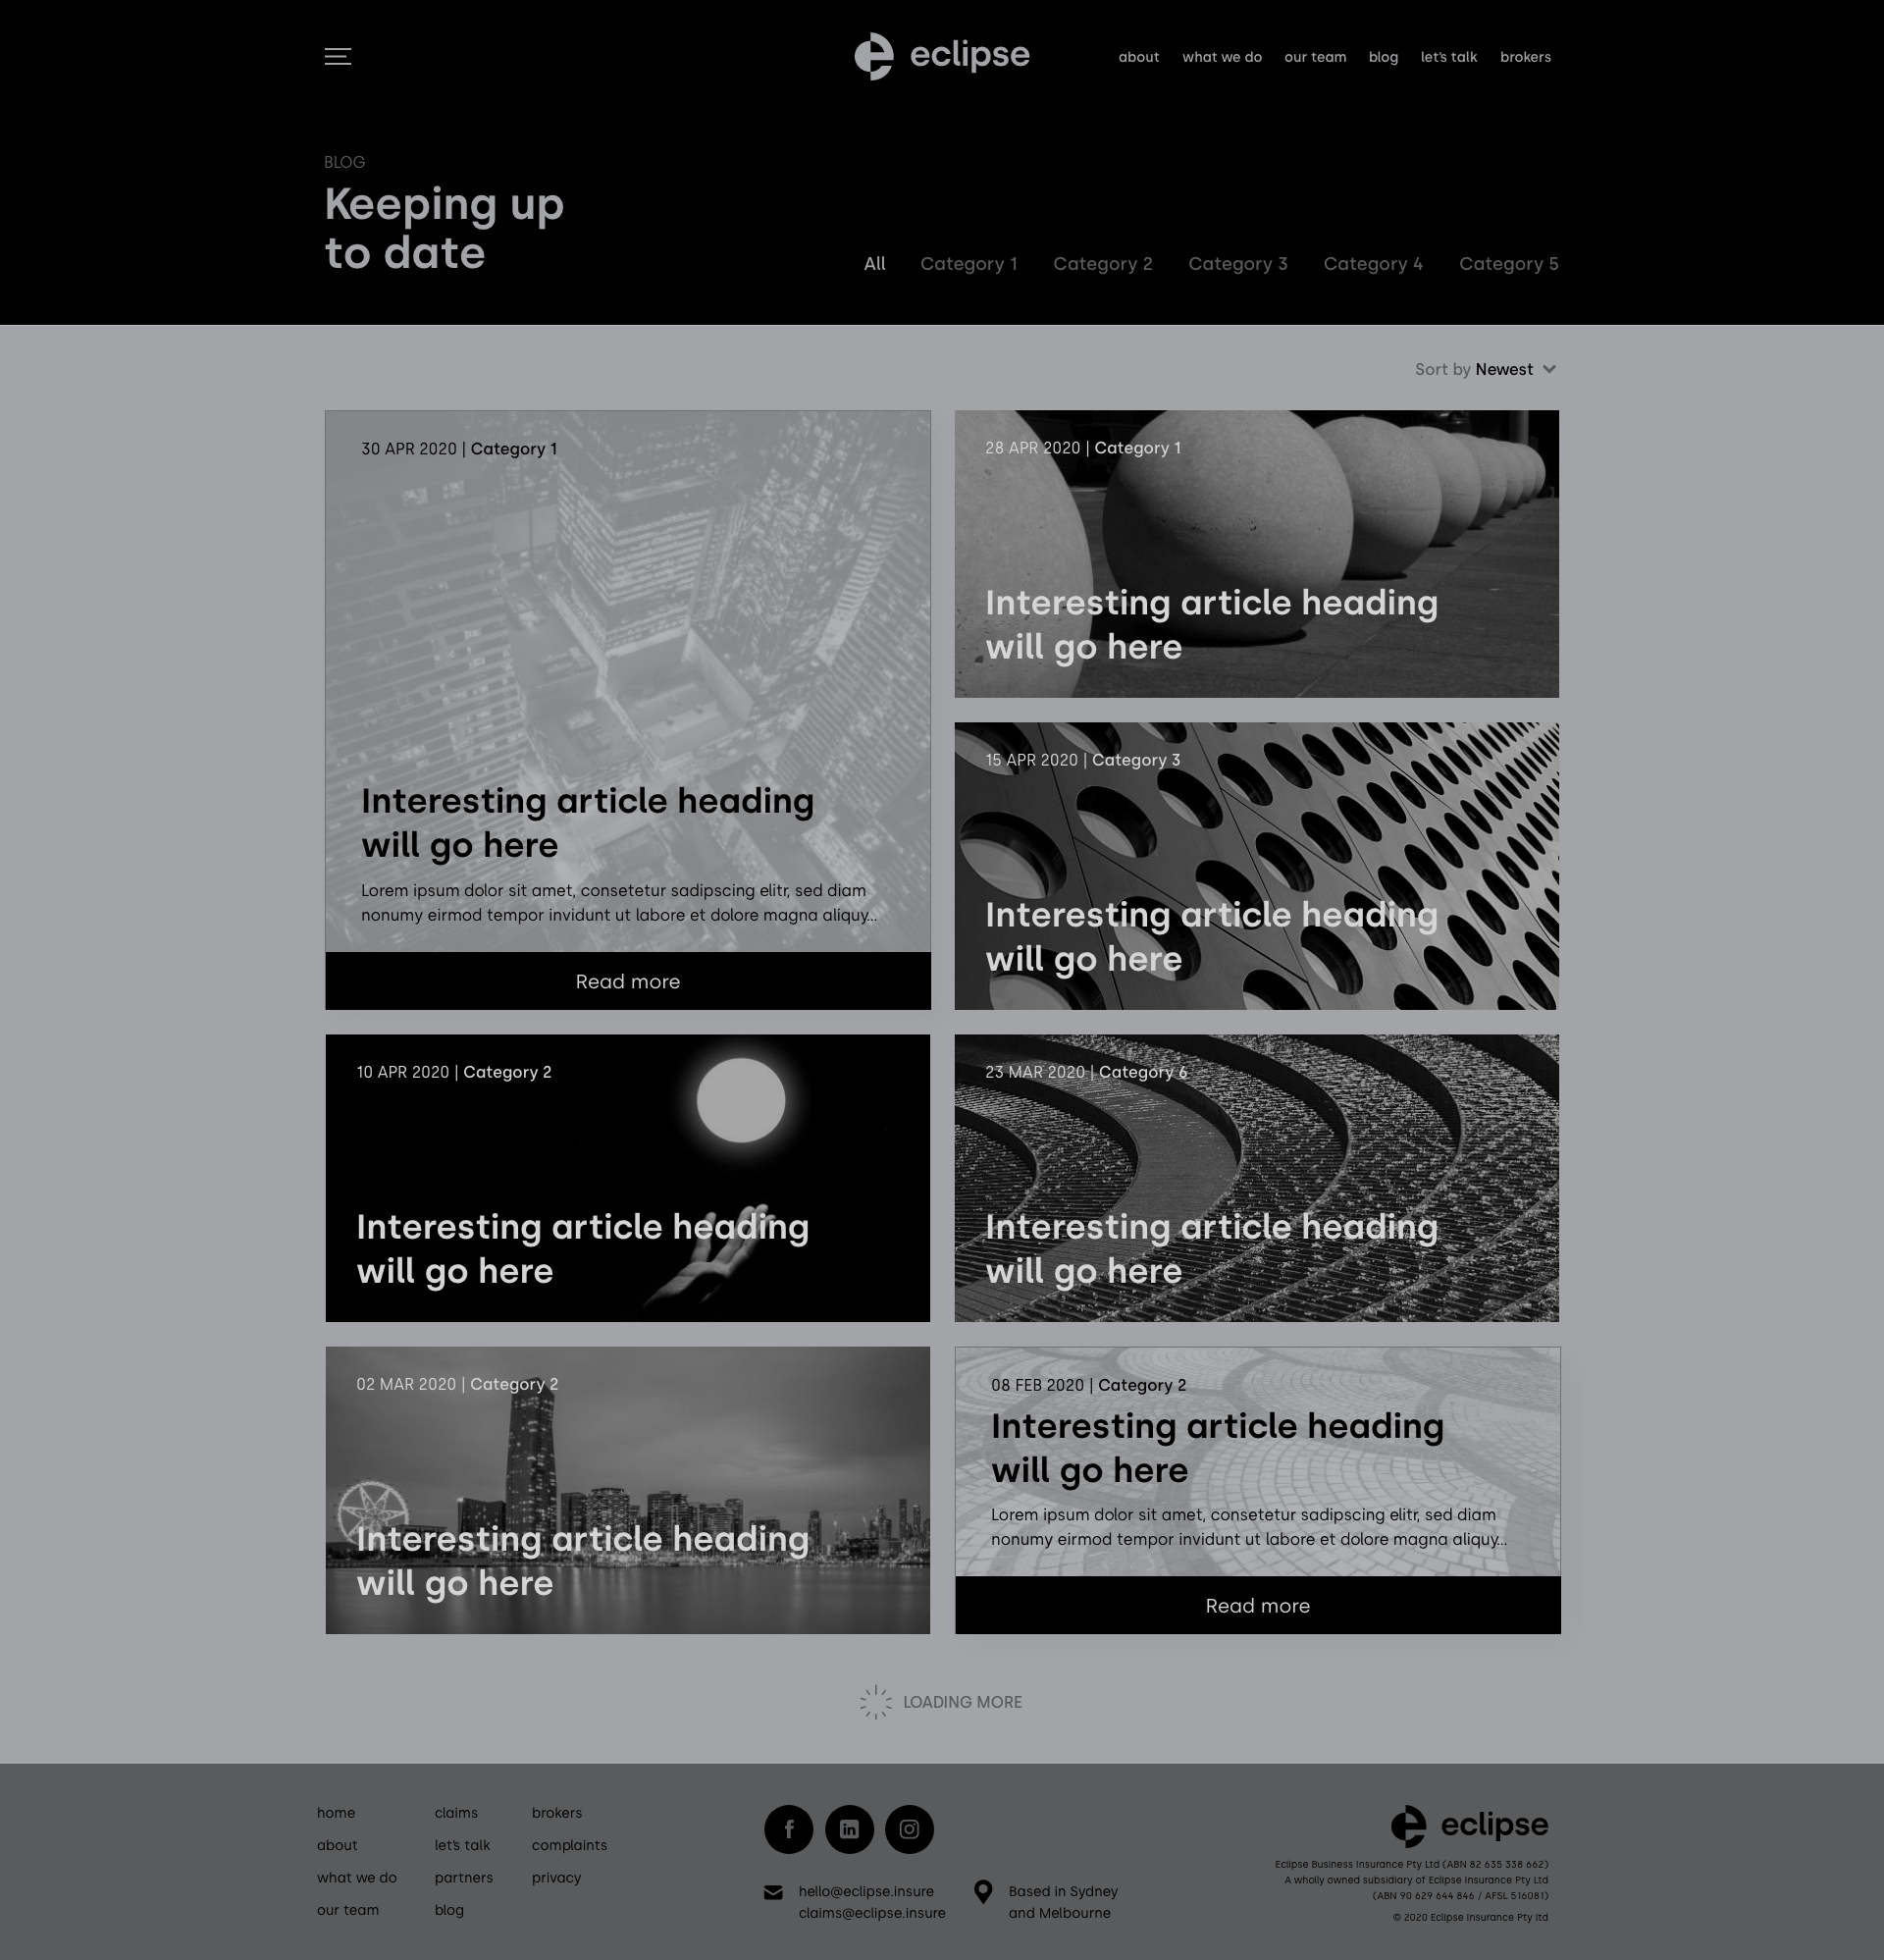 eclipse
about what we do our team blog let's talk brokers
BLOG
Keeping up
to date
All Category 1 Category 2 Category 3 Category 4 Category 5
Sort by Newest
30 APR 2020 | Category 1
Interesting article heading
will go here
Lorem ipsum dolor sit amet, consetetur sadipscing elitr, sed diam
nonumy eirmod tempor invidunt ut labore et dolore magna aliquy...
Read more
28 APR 2020 | Category 1
Interesting article heading
will go here
15 APR 2020 | Category 3
Interesting article heading
will go here
10 APR 2020 | Category 2
Interesting article heading
will go here
23 MAR 2020 | Category 6
Interesting article heading
will go here
02 MAR 2020 | Category 2
Interesting article heading
will go here
08 FEB 2020 | Category 2
Interesting article heading
will go here
Lorem ipsum dolor sit amet, consetetur sadipscing elitr, sed diam
nonumy eirmod tempor invidunt ut labore et dolore magna aliquy...
Read more
LOADING MORE
home
about
what we do
our team
claims
let's talk
partners
blog
brokers
complaints
privacy
f
in
hello@eclipse.insure
claims@eclipse.insure
Based in Sydney
and Melbourne
eclipse
Eclipse Business Insurance Pty Ltd (ABN 82 635 338 662)
A wholly owned subsidiary of Eclipse Insurance Pty Ltd
(ABN 90 629 644 846 / AFSL 516081)
© 2020 Eclipse Insurance Pty ltd